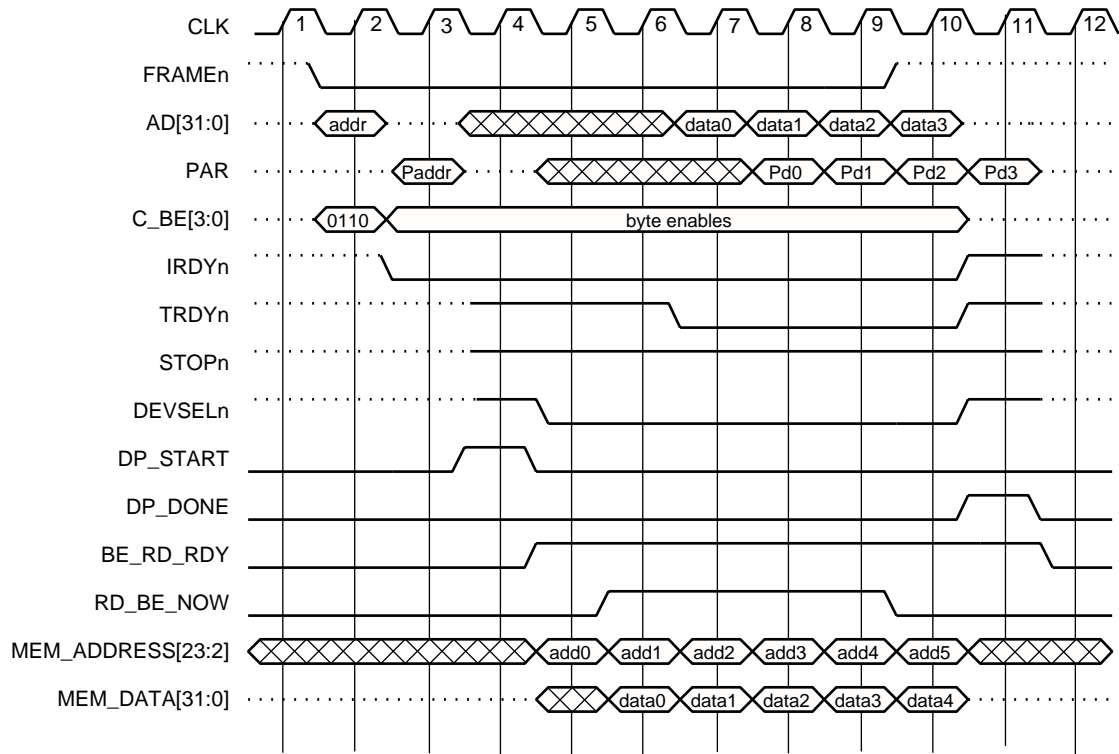 CLK 1 2 3 4 5 6 7 8 9 10 11 12
FRAMEn
AD[31:0] addr data0 data1 data2 data3
PAR Paddr Pd0 Pd1 Pd2 Pd3
C_BE[3:0] 0110 byte enables
IRDYn
TRDYn
STOPn
DEVSELn
DP_START
DP_DONE
BE_RD_RDY
RD_BE_NOW
MEM_ADDRESS[23:2] add0 add1 add2 add3 add4 add5
MEM_DATA[31:0] data0 data1 data2 data3 data4